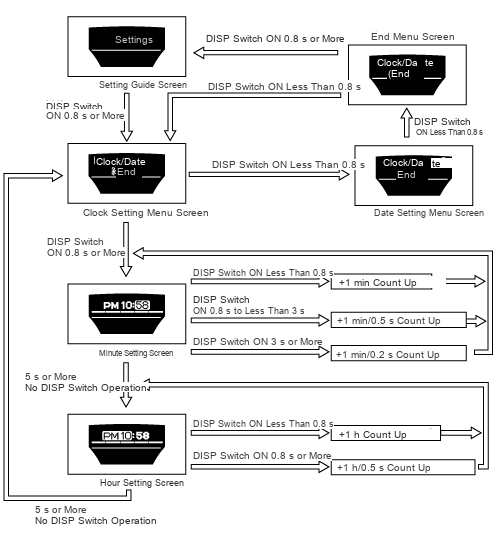 End Menu Screen
DISP Switch ON 0.8 s or More
Settings
Clock/Da te
(End
Setting Guide Screen
DISP Switch ON Less Than 0.8 s
DISP Switch
ON 0.8 s or More
DISP Switch
ON Less Than 0.8 s
Clock/Date
End
DISP Switch ON Less Than 0.8 s
Clock/Da te
End
Clock Setting Menu Screen
Date Setting Menu Screen
DISP Switch
ON 0.8 s or More
DISP Switch ON Less Than 0.8 s
+1 min Count Up
PM 10:58
DISP Switch
ON 0.8 s to Less Than 3 s
+1 min/0.5 s Count Up
DISP Switch ON 3 s or More
+1 min/0.2 s Count Up
Minute Setting Screen
5 s or More
No DISP Switch Operation
DISP Switch ON Less Than 0.8 s
+1 h Count Up
PM 10:58
DISP Switch ON 0.8 s or More
+1 h/0.5 s Count Up
Hour Setting Screen
5 s or More
No DISP Switch Operation